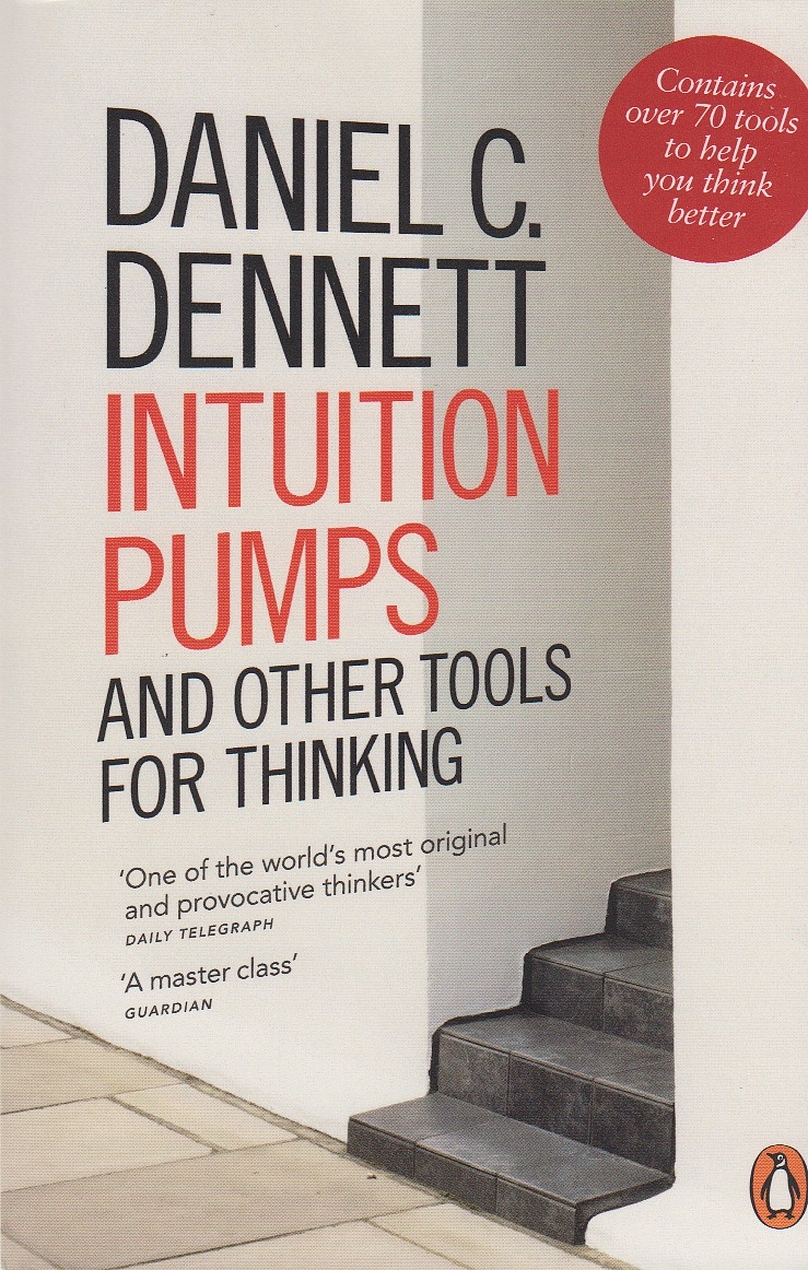 Contains
over 70 tools
to help
you think
better
DANIEL C.
DENNETT
INTUITION
PUMPS
AND OTHER TOOLS
FOR THINKING
‘One of the world’s most original
and provocative thinkers’
DAILY TELEGRAPH
‘A master class’
GUARDIAN